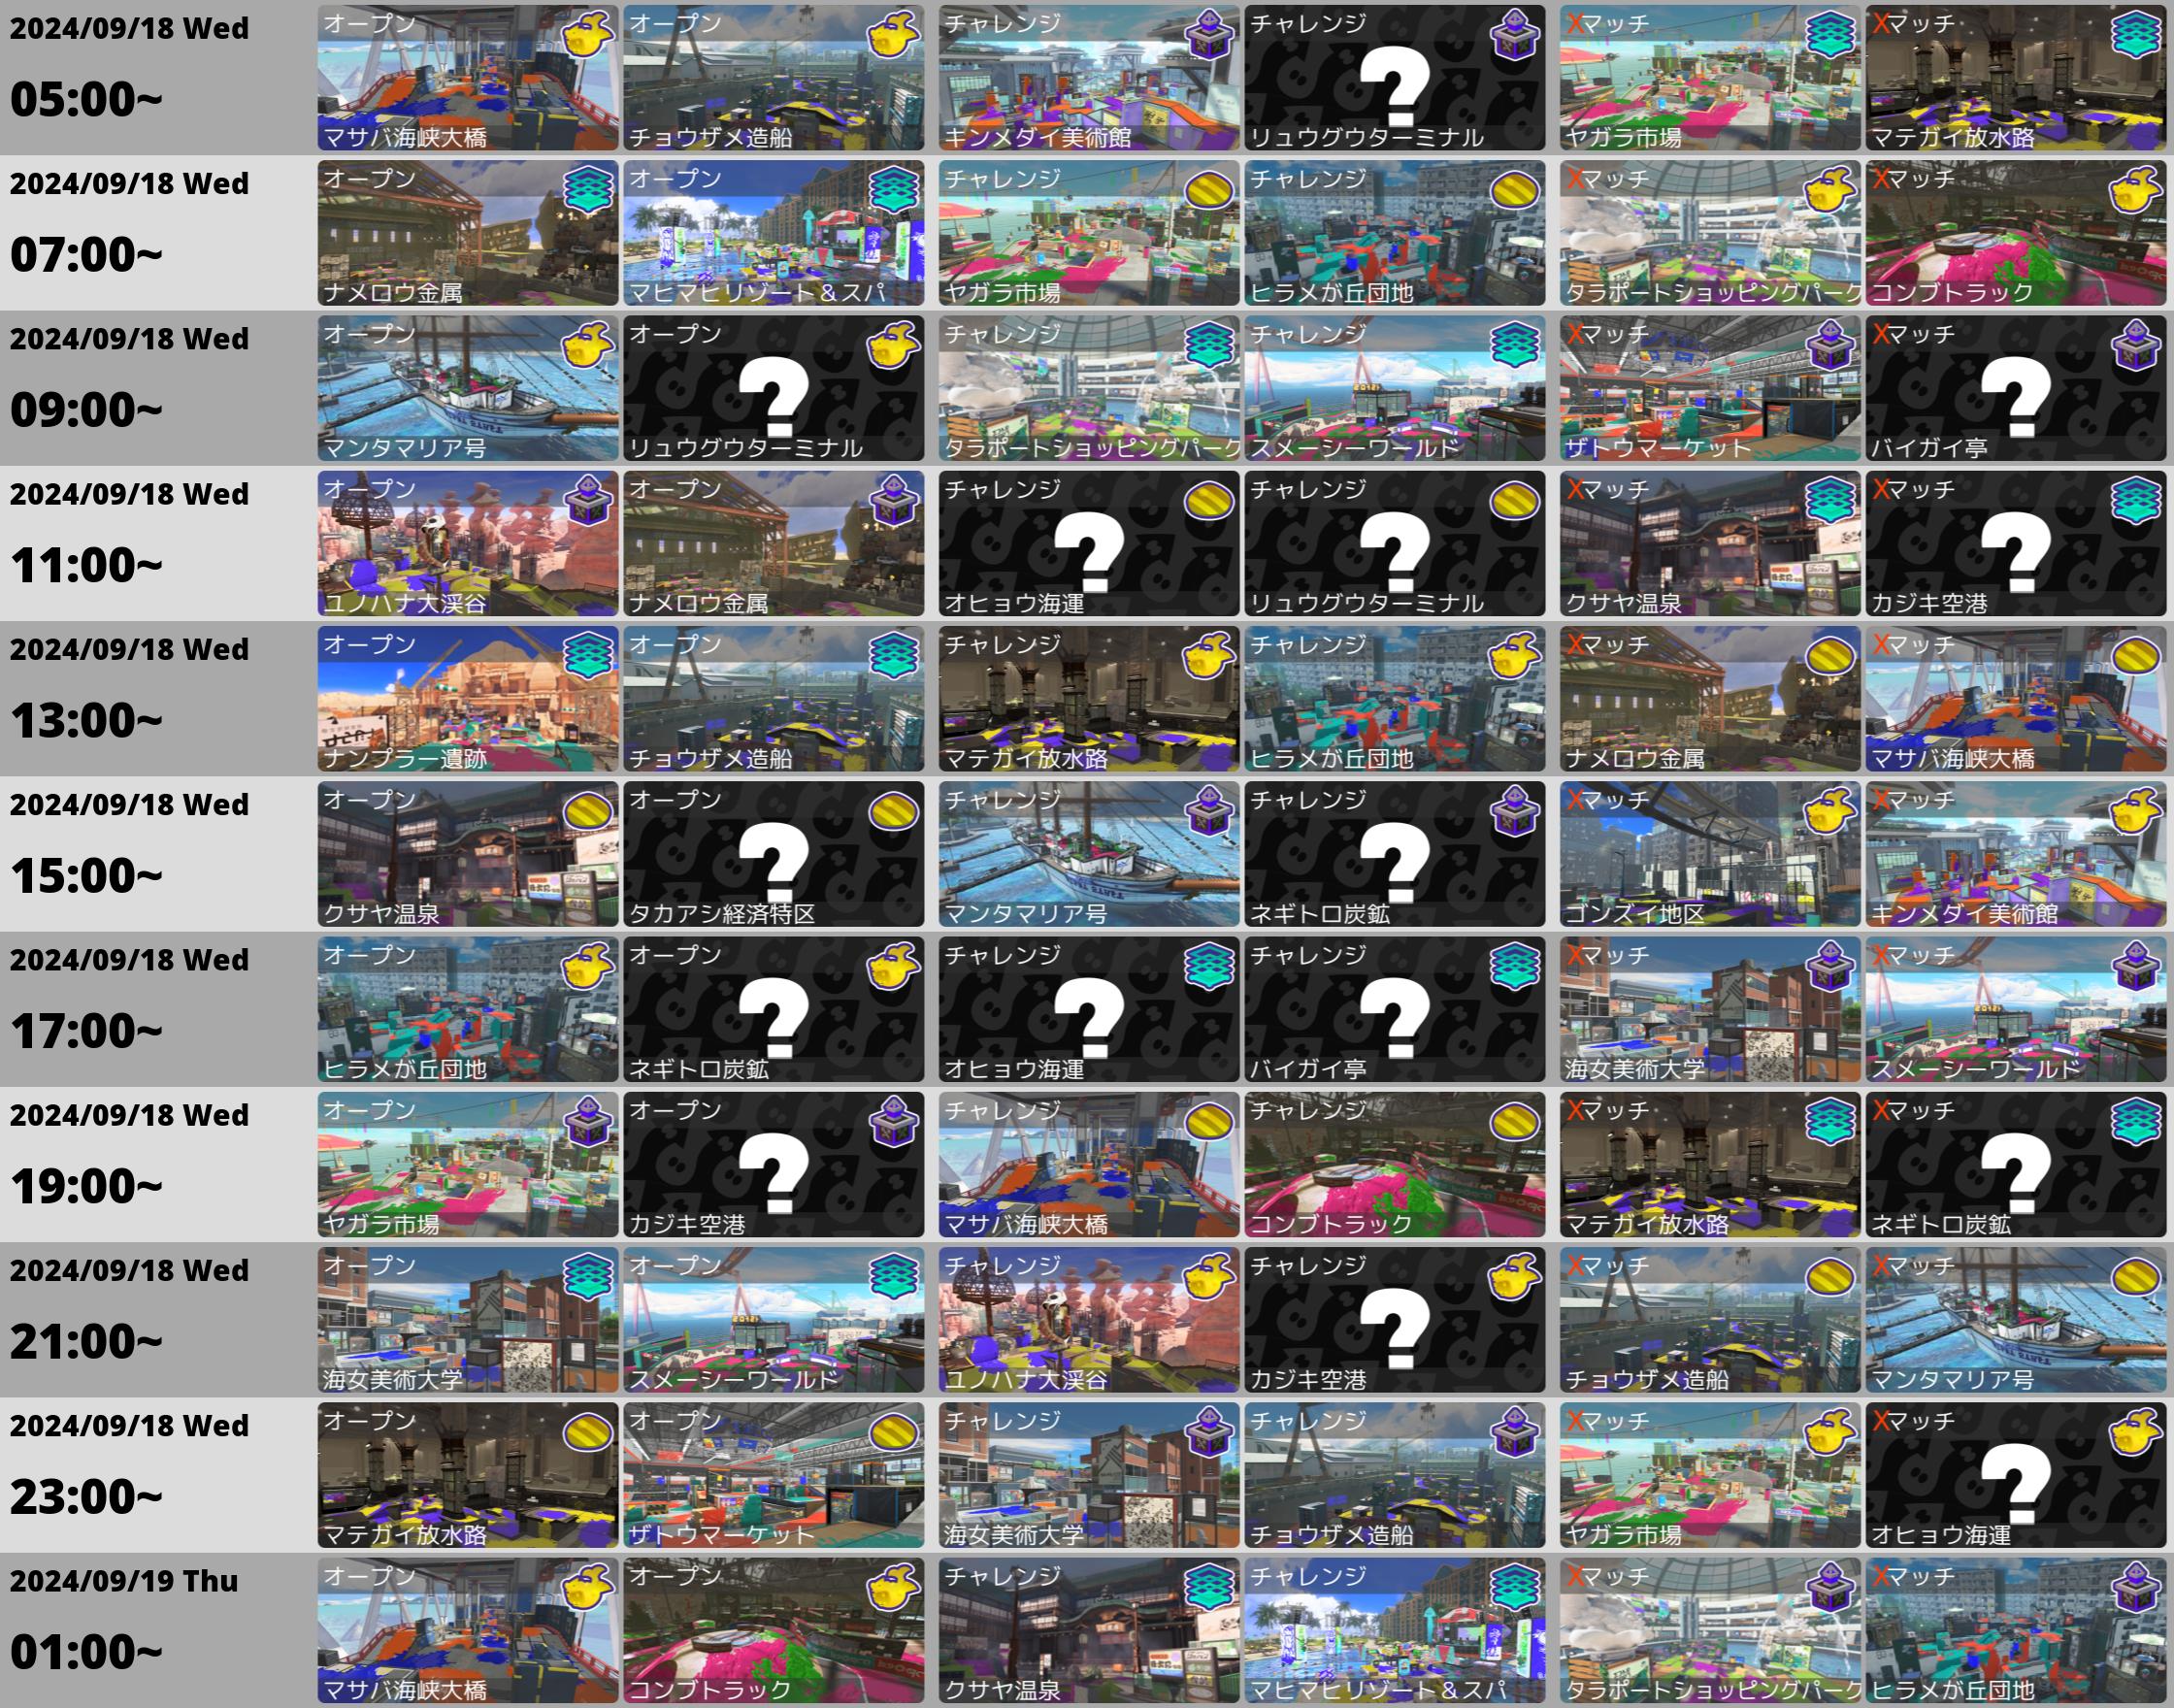 2024/09/18 Wed
05:00~
オープン オープン チャレンジ チャレンジ Xマッチ Xマッチ
マサバ海峡大橋 チョウザメ造船 キンメダイ美術館 リュウグウターミナル ヤガラ市場 マテガイ放水路
2024/09/18 Wed
07:00~
オープン オープン チャレンジ チャレンジ Xマッチ Xマッチ
ナメロウ金属 マヒマヒリゾート&スパ ヤガラ市場 ヒラメが丘団地 タラポートショッピングパーク コンブトラック
2024/09/18 Wed
09:00~
オープン オープン チャレンジ チャレンジ Xマッチ Xマッチ
マンタマリア号 リュウグウターミナル タラポートショッピングパーク スメーシーワールド ザトウマーケット バイガイ亭
2024/09/18 Wed
11:00~
オープン オープン チャレンジ チャレンジ Xマッチ Xマッチ
ユノハナ大渓谷 ナメロウ金属 オヒョウ海運 リュウグウターミナル クサヤ温泉 カジキ空港
2024/09/18 Wed
13:00~
オープン オープン チャレンジ チャレンジ Xマッチ Xマッチ
ナンプラー遺跡 チョウザメ造船 マテガイ放水路 ヒラメが丘団地 ナメロウ金属 マサバ海峡大橋
2024/09/18 Wed
15:00~
オープン オープン チャレンジ チャレンジ Xマッチ Xマッチ
クサヤ温泉 タカアシ経済特区 マンタマリア号 ネギトロ炭鉱 ゴンズイ地区 キンメダイ美術館
2024/09/18 Wed
17:00~
オープン オープン チャレンジ チャレンジ Xマッチ Xマッチ
ヒラメが丘団地 ネギトロ炭鉱 オヒョウ海運 バイガイ亭 海女美術大学 スメーシーワールド
2024/09/18 Wed
19:00~
オープン オープン チャレンジ チャレンジ Xマッチ Xマッチ
ヤガラ市場 カジキ空港 マサバ海峡大橋 コンブトラック マテガイ放水路 ネギトロ炭鉱
2024/09/18 Wed
21:00~
オープン オープン チャレンジ チャレンジ Xマッチ Xマッチ
海女美術大学 スメーシーワールド ユノハナ大渓谷 カジキ空港 チョウザメ造船 マンタマリア号
2024/09/18 Wed
23:00~
オープン オープン チャレンジ チャレンジ Xマッチ Xマッチ
マテガイ放水路 ザトウマーケット 海女美術大学 チョウザメ造船 ヤガラ市場 オヒョウ海運
2024/09/19 Thu
01:00~
オープン オープン チャレンジ チャレンジ Xマッチ Xマッチ
マサバ海峡大橋 コンブトラック クサヤ温泉 マヒマヒリゾート&スパ タラポートショッピングパーク ヒラメが丘団地